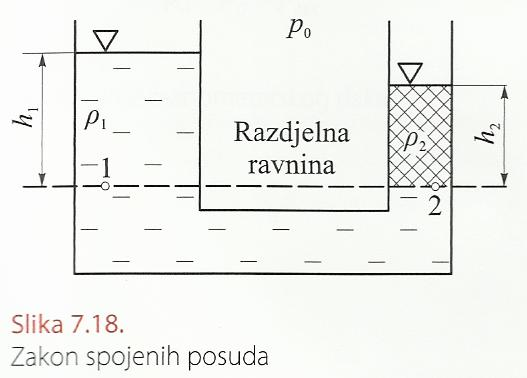 p₀
h₁
ρ₁
Razdjelna
ravnina
ρ₂
h₂
1
2
Slika 7.18.
Zakon spojenih posuda